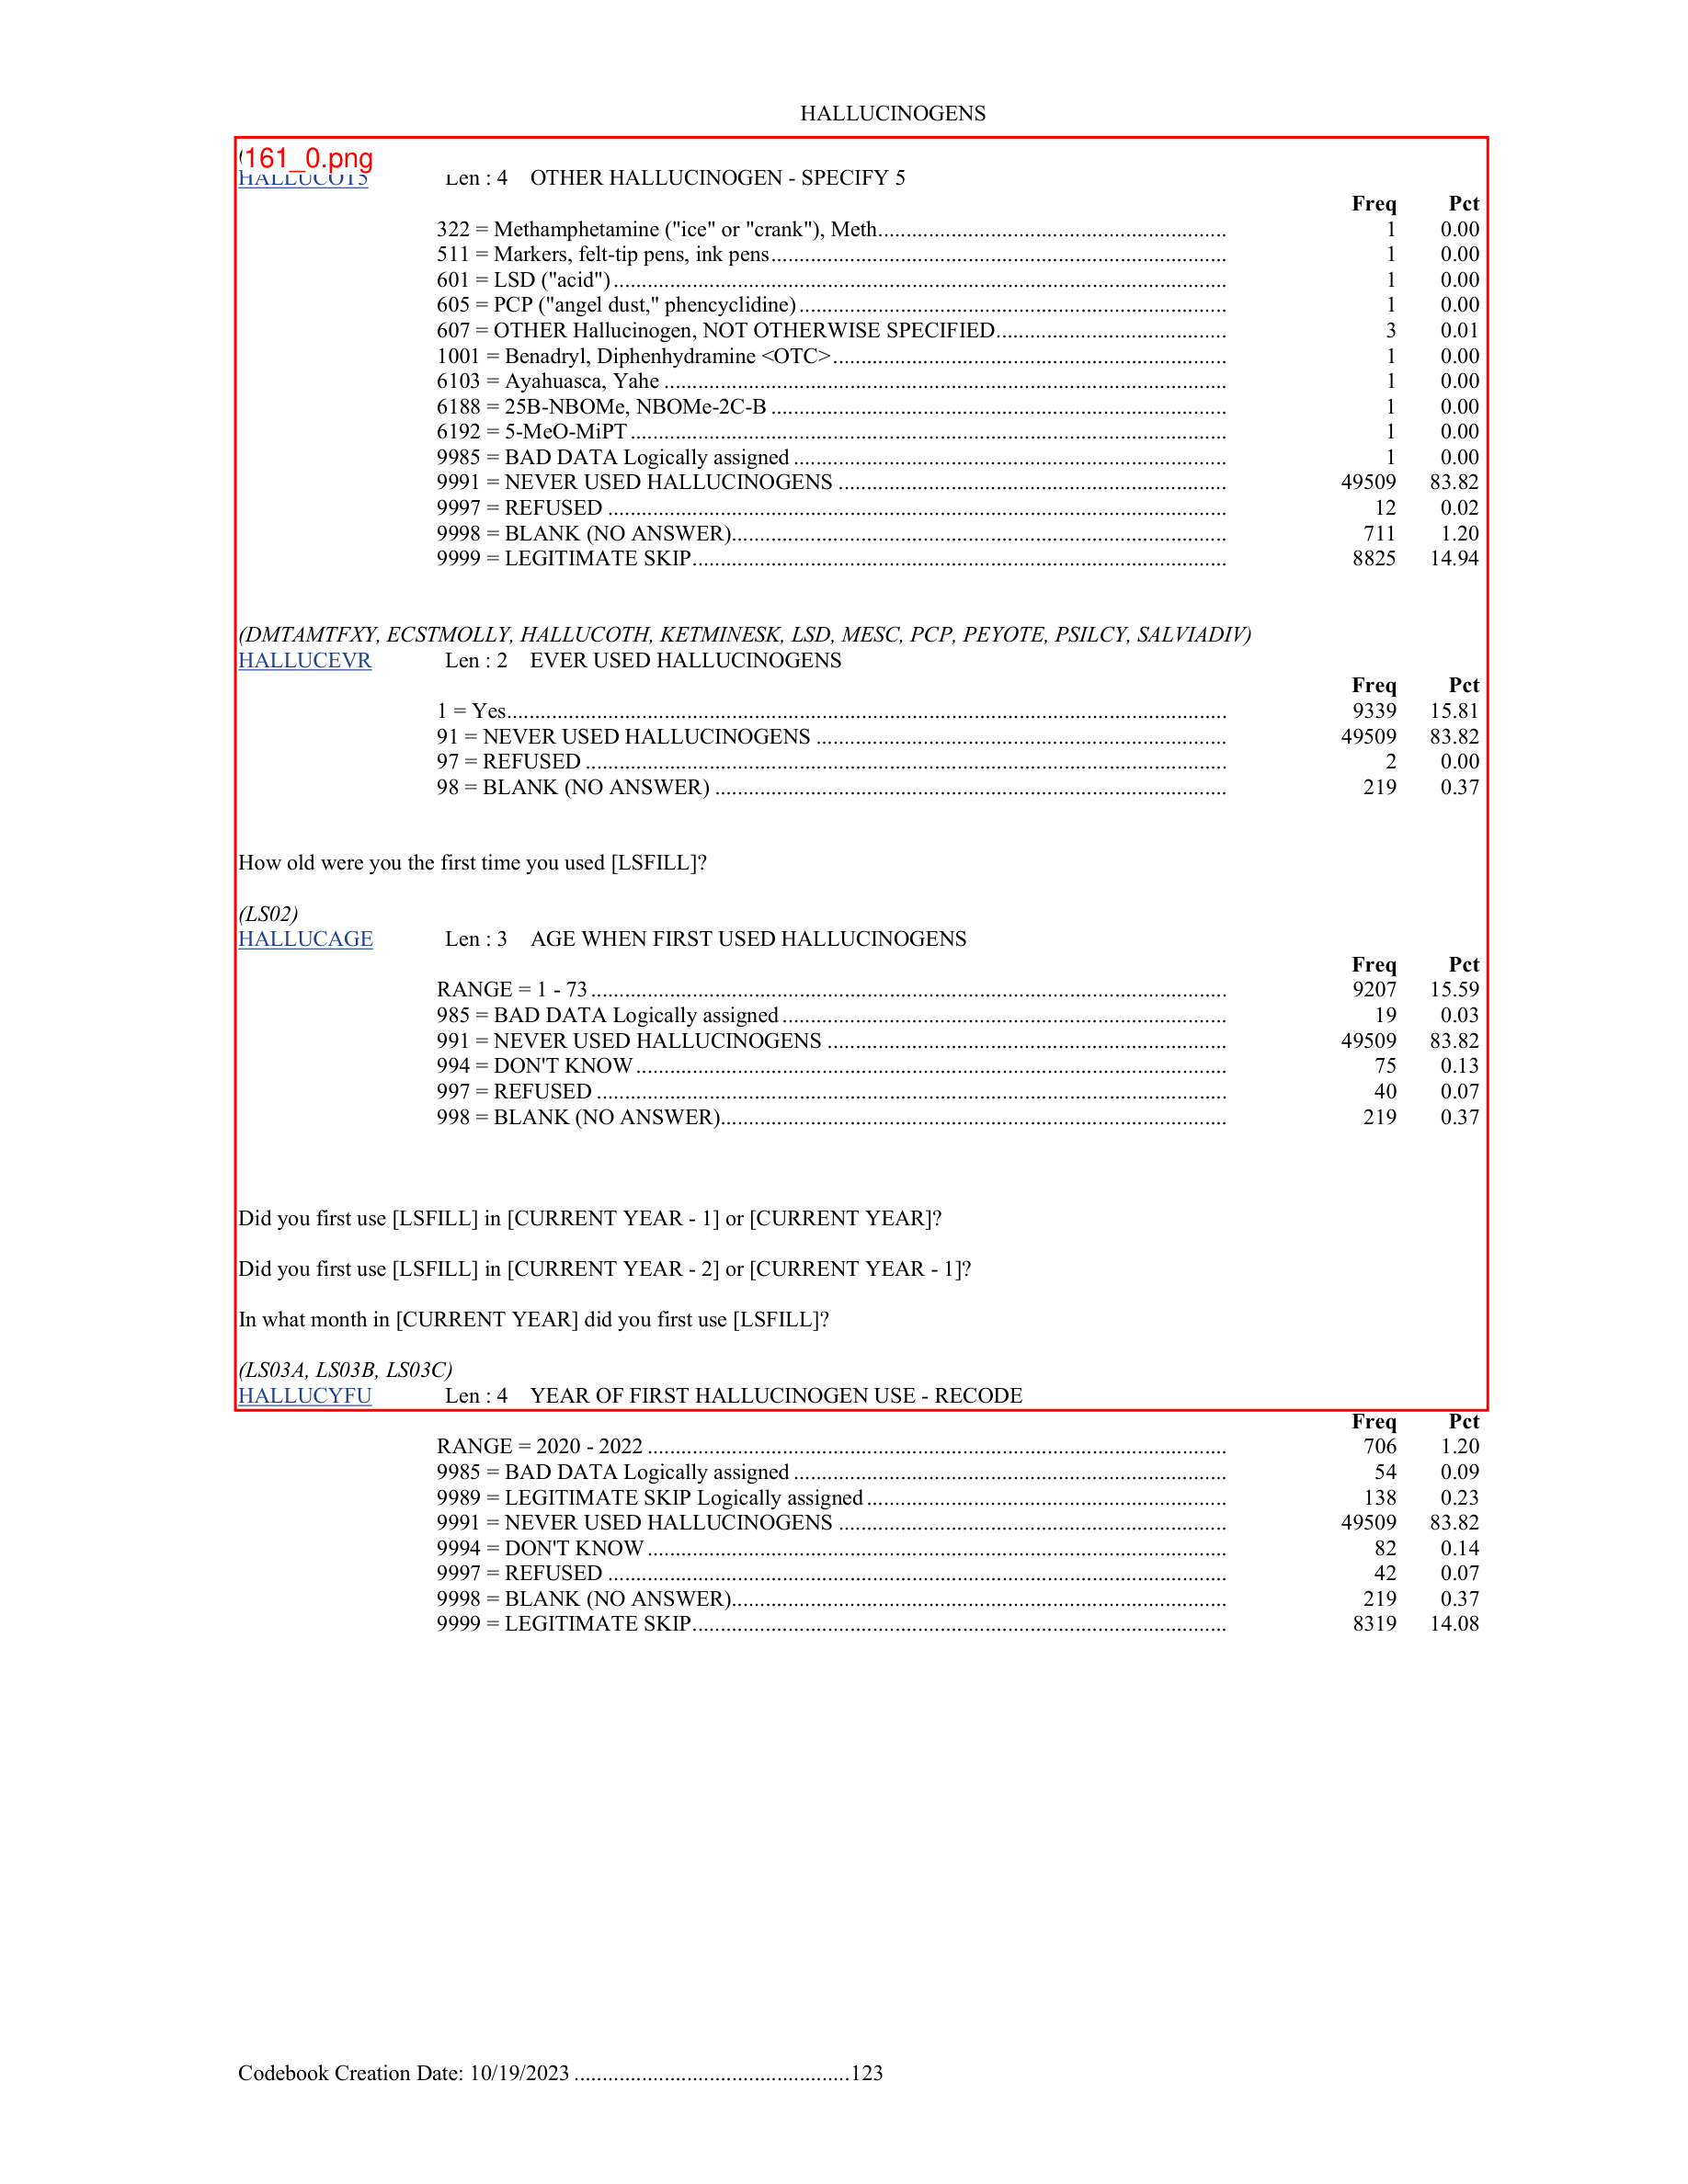 HALLUCINOGENS
161_0.png
HALLUCOT5 Len : 4 OTHER HALLUCINOGEN - SPECIFY 5
Freq Pct
322 = Methamphetamine ("ice" or "crank"), Meth.............................................................. 1 0.00
511 = Markers, felt-tip pens, ink pens................................................................................. 1 0.00
601 = LSD ("acid")............................................................................................................. 1 0.00
605 = PCP ("angel dust," phencyclidine)............................................................................ 1 0.00
607 = OTHER Hallucinogen, NOT OTHERWISE SPECIFIED......................................... 3 0.01
1001 = Benadryl, Diphenhydramine <OTC>...................................................................... 1 0.00
6103 = Ayahuasca, Yahe .................................................................................................... 1 0.00
6188 = 25B-NBOMe, NBOMe-2C-B ................................................................................. 1 0.00
6192 = 5-MeO-MiPT.......................................................................................................... 1 0.00
9985 = BAD DATA Logically assigned ............................................................................. 1 0.00
9991 = NEVER USED HALLUCINOGENS ..................................................................... 49509 83.82
9997 = REFUSED .............................................................................................................. 12 0.02
9998 = BLANK (NO ANSWER)........................................................................................ 711 1.20
9999 = LEGITIMATE SKIP............................................................................................... 8825 14.94
(DMTAMTFXY, ECSTMOLLY, HALLUCOTH, KETMINESK, LSD, MESC, PCP, PEYOTE, PSILCY, SALVIADIV)
HALLUCEVR Len : 2 EVER USED HALLUCINOGENS
Freq Pct
1 = Yes................................................................................................................................ 9339 15.81
91 = NEVER USED HALLUCINOGENS ......................................................................... 49509 83.82
97 = REFUSED .................................................................................................................. 2 0.00
98 = BLANK (NO ANSWER) ........................................................................................... 219 0.37
How old were you the first time you used [LSFILL]?
(LS02)
HALLUCAGE Len : 3 AGE WHEN FIRST USED HALLUCINOGENS
Freq Pct
RANGE = 1 - 73................................................................................................................. 9207 15.59
985 = BAD DATA Logically assigned............................................................................... 19 0.03
991 = NEVER USED HALLUCINOGENS ....................................................................... 49509 83.82
994 = DON'T KNOW......................................................................................................... 75 0.13
997 = REFUSED ................................................................................................................ 40 0.07
998 = BLANK (NO ANSWER).......................................................................................... 219 0.37
Did you first use [LSFILL] in [CURRENT YEAR - 1] or [CURRENT YEAR]?
Did you first use [LSFILL] in [CURRENT YEAR - 2] or [CURRENT YEAR - 1]?
In what month in [CURRENT YEAR] did you first use [LSFILL]?
(LS03A, LS03B, LS03C)
HALLUCYFU Len : 4 YEAR OF FIRST HALLUCINOGEN USE - RECODE
Freq Pct
RANGE = 2020 - 2022 ....................................................................................................... 706 1.20
9985 = BAD DATA Logically assigned ............................................................................. 54 0.09
9989 = LEGITIMATE SKIP Logically assigned................................................................ 138 0.23
9991 = NEVER USED HALLUCINOGENS ..................................................................... 49509 83.82
9994 = DON'T KNOW....................................................................................................... 82 0.14
9997 = REFUSED .............................................................................................................. 42 0.07
9998 = BLANK (NO ANSWER)........................................................................................ 219 0.37
9999 = LEGITIMATE SKIP............................................................................................... 8319 14.08
Codebook Creation Date: 10/19/2023 .................................................123